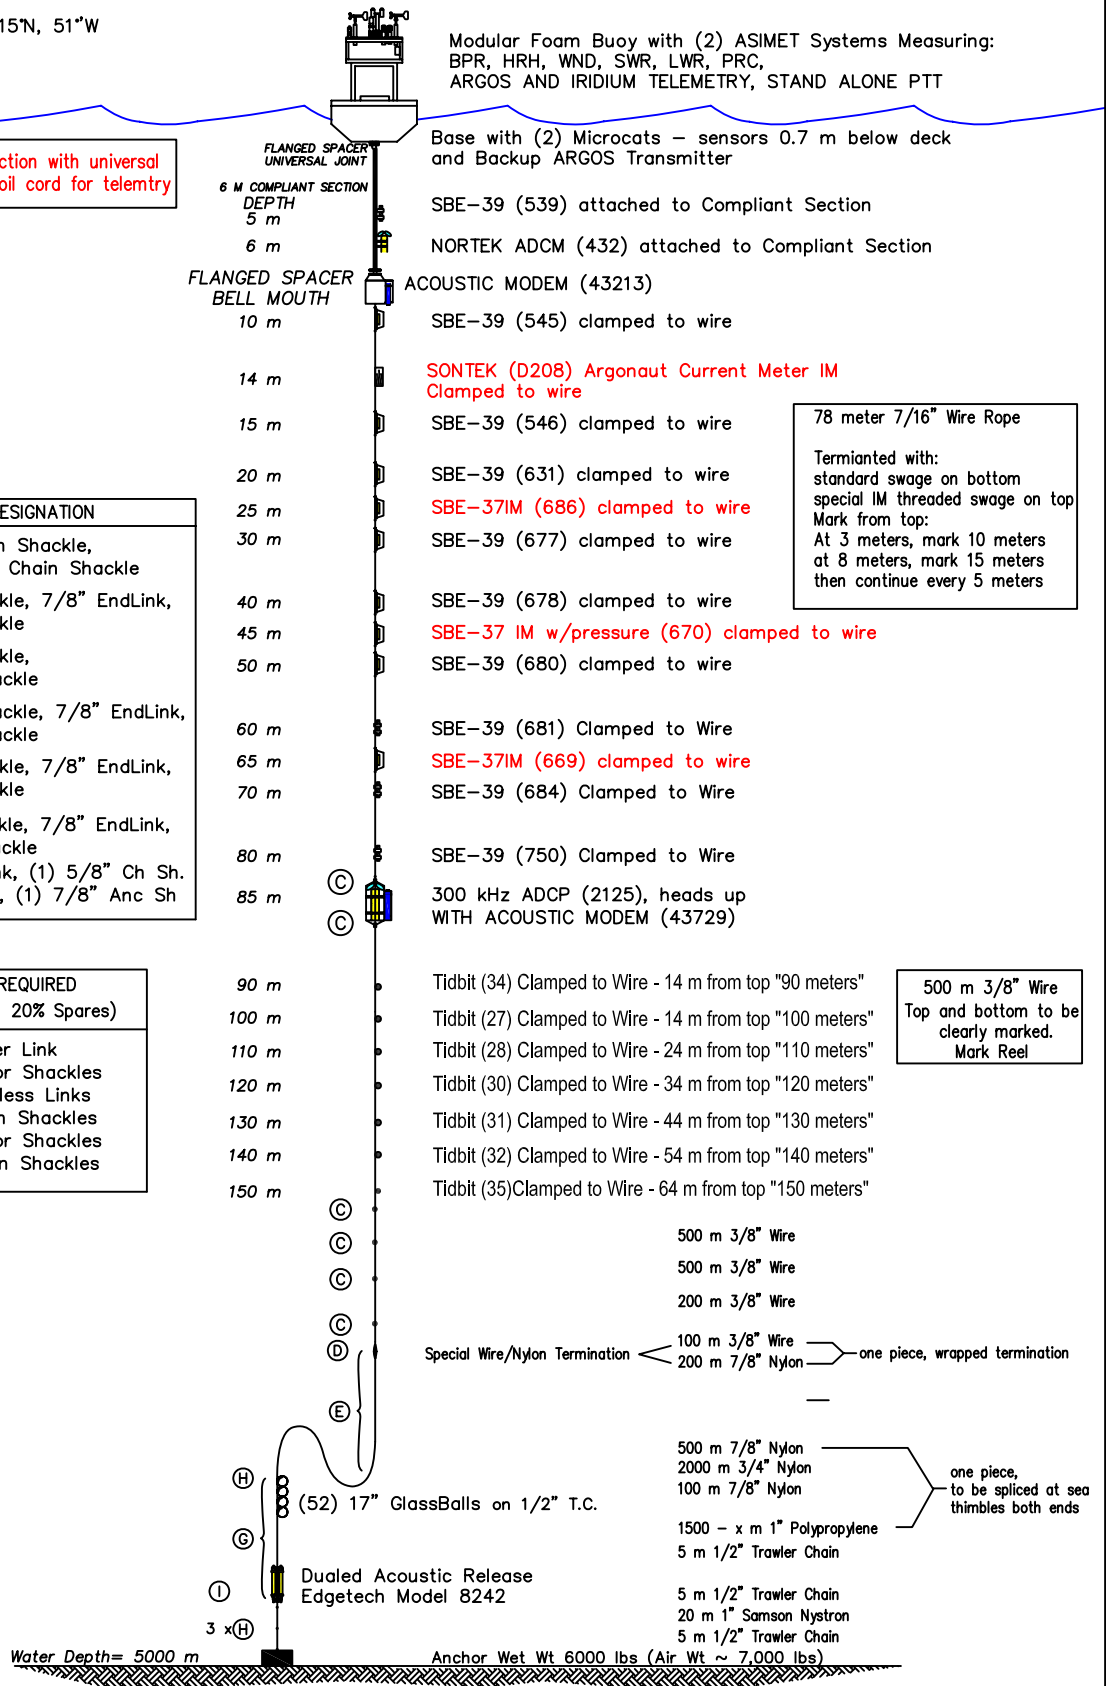 15°N, 51°'W
Modular Foam Buoy with (2) ASIMET Systems Measuring:
BPR, HRH, WND, SWR, LWR, PRC,
ARGOS AND IRIDIUM TELEMETRY, STAND ALONE PTT
Base with (2) Microcats – sensors 0.7 m below deck
and Backup ARGOS Transmitter
FLANGED SPACER
UNIVERSAL JOINT
ction with universal
oil cord for telemtry
6 M COMPLIANT SECTION
DEPTH
5 m
SBE–39 (539) attached to Compliant Section
6 m
NORTEK ADCM (432) attached to Compliant Section
FLANGED SPACER
BELL MOUTH
ACOUSTIC MODEM (43213)
10 m
SBE–39 (545) clamped to wire
14 m
SONTEK (D208) Argonaut Current Meter IM
Clamped to wire
15 m
SBE–39 (546) clamped to wire
20 m
SBE–39 (631) clamped to wire
25 m
SBE–37IM (686) clamped to wire
30 m
SBE–39 (677) clamped to wire
78 meter 7/16" Wire Rope
Termianted with:
standard swage on bottom
special IM threaded swage on top
Mark from top:
At 3 meters, mark 10 meters
at 8 meters, mark 15 meters
then continue every 5 meters
40 m
SBE–39 (678) clamped to wire
45 m
SBE–37 IM w/pressure (670) clamped to wire
50 m
SBE–39 (680) clamped to wire
60 m
SBE–39 (681) Clamped to Wire
65 m
SBE–37IM (669) clamped to wire
70 m
SBE–39 (684) Clamped to Wire
80 m
SBE–39 (750) Clamped to Wire
C
85 m
300 kHz ADCP (2125), heads up
WITH ACOUSTIC MODEM (43729)
C
ESIGNATION
n Shackle,
Chain Shackle
kle, 7/8" EndLink,
kle
kle,
ackle
ackle, 7/8" EndLink,
ackle
kle, 7/8" EndLink,
kle
kle, 7/8" EndLink,
ackle
nk, (1) 5/8" Ch Sh.
, (1) 7/8" Anc Sh
REQUIRED
20% Spares)
er Link
or Shackles
less Links
n Shackles
or Shackles
n Shackles
90 m
Tidbit (34) Clamped to Wire - 14 m from top "90 meters"
100 m
Tidbit (27) Clamped to Wire - 14 m from top "100 meters"
110 m
Tidbit (28) Clamped to Wire - 24 m from top "110 meters"
120 m
Tidbit (30) Clamped to Wire - 34 m from top "120 meters"
130 m
Tidbit (31) Clamped to Wire - 44 m from top "130 meters"
140 m
Tidbit (32) Clamped to Wire - 54 m from top "140 meters"
150 m
Tidbit (35)Clamped to Wire - 64 m from top "150 meters"
500 m 3/8" Wire
Top and bottom to be
clearly marked.
Mark Reel
C
500 m 3/8" Wire
C
500 m 3/8" Wire
C
200 m 3/8" Wire
C
D
Special Wire/Nylon Termination
100 m 3/8" Wire
200 m 7/8" Nylon
one piece, wrapped termination
E
500 m 7/8" Nylon
2000 m 3/4" Nylon
100 m 7/8" Nylon
1500 – x m 1" Polypropylene
one piece,
to be spliced at sea
thimbles both ends
5 m 1/2" Trawler Chain
H
(52) 17" GlassBalls on 1/2" T.C.
G
Dualed Acoustic Release
Edgetech Model 8242
I
5 m 1/2" Trawler Chain
20 m 1" Samson Nystron
5 m 1/2" Trawler Chain
3 x H
Water Depth= 5000 m
Anchor Wet Wt 6000 lbs (Air Wt ~ 7,000 lbs)